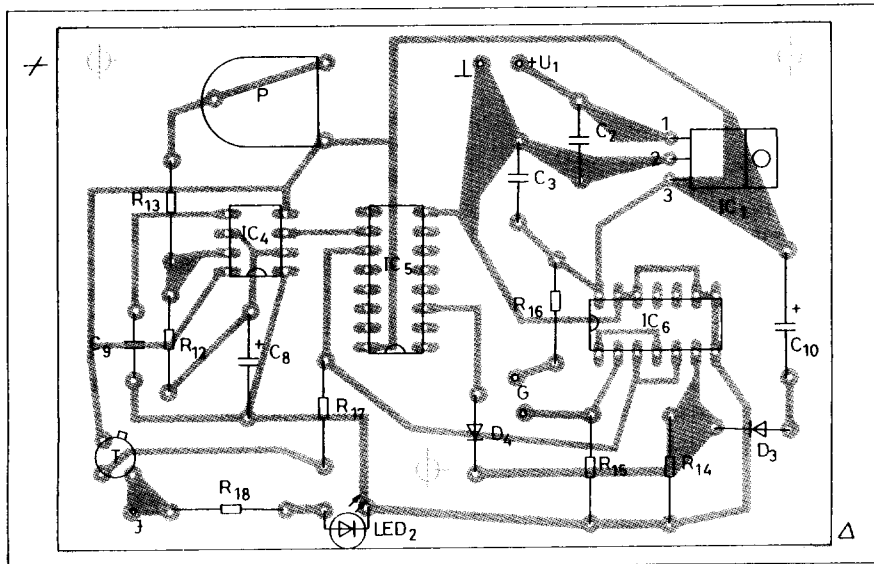 P
⊥
+U₁
C₂
1
2
3
C₃
IC₁
R₁₃
IC₄
IC₅
R₁₆
IC₆
C₉
R₁₂
C₈
C₁₀
R₁₇
G
D₄
R₁₅
R₁₄
D₃
T
R₁₈
LED₂
+